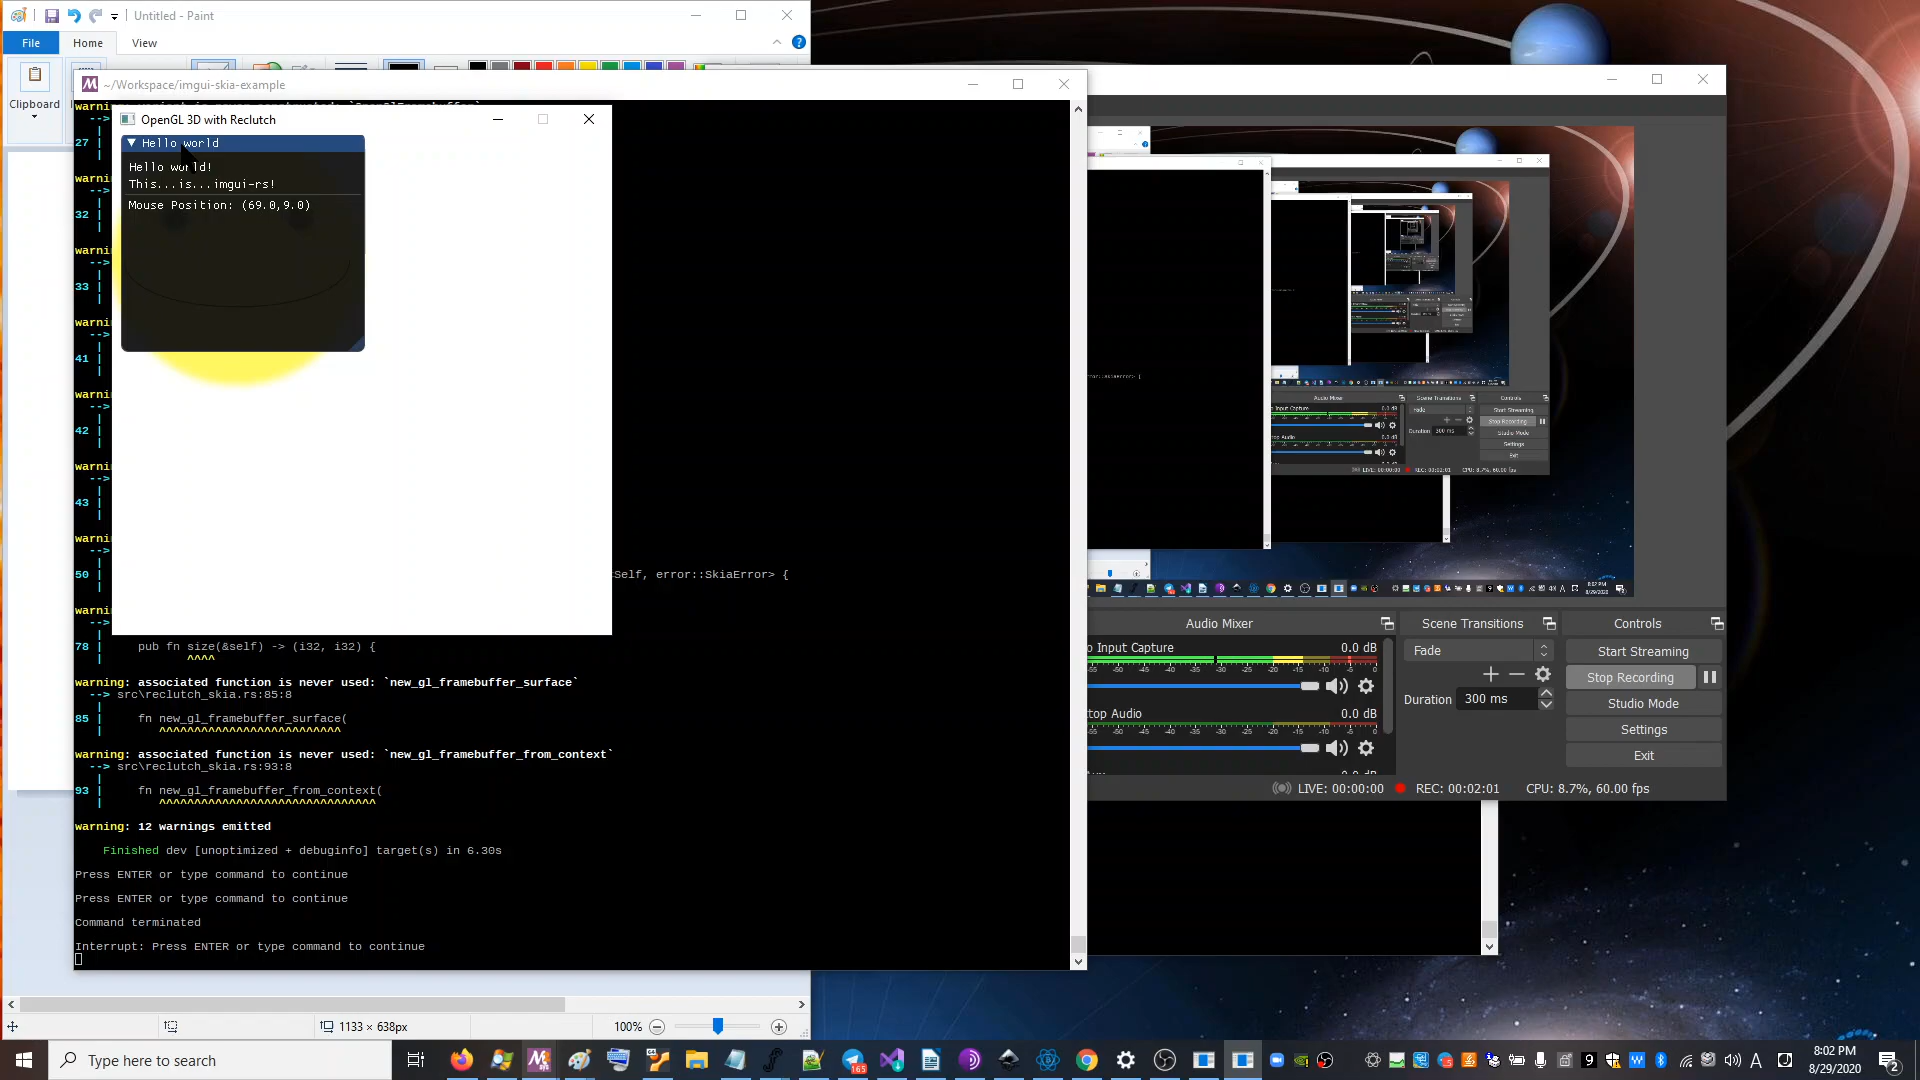 Untitled - Paint
File
Home
View
Clipboard
~/Workspace/imgui-skia-example
OpenGL 3D with Reclutch
Hello world
Hello world!
This...is...imgui-rs!
Mouse Position: (69.0,9.0)
27 |
32 |
33 |
41 |
42 |
43 |
50 |
Self, error::SkiaError> {
78 | pub fn size(&self) -> (i32, i32) {
| ^^^^
warning: associated function is never used: `new_gl_framebuffer_surface`
--> src\reclutch_skia.rs:85:8
|
85 | fn new_gl_framebuffer_surface(
| ^^^^^^^^^^^^^^^^^^^^^^^^^^
warning: associated function is never used: `new_gl_framebuffer_from_context`
--> src\reclutch_skia.rs:93:8
|
93 | fn new_gl_framebuffer_from_context(
| ^^^^^^^^^^^^^^^^^^^^^^^^^^^^^^^
warning: 12 warnings emitted
Finished dev [unoptimized + debuginfo] target(s) in 6.30s
Press ENTER or type command to continue
Press ENTER or type command to continue
Command terminated
Interrupt: Press ENTER or type command to continue
Audio Mixer
Scene Transitions
Controls
Input Capture
0.0 dB
Fade
Duration 300 ms
0.0 dB
Start Streaming
Stop Recording
Studio Mode
Settings
Exit
LIVE: 00:00:00
REC: 00:02:01
CPU: 8.7%, 60.00 fps
1133 × 638px
100%
Type here to search
165
8:02 PM
8/29/2020
2